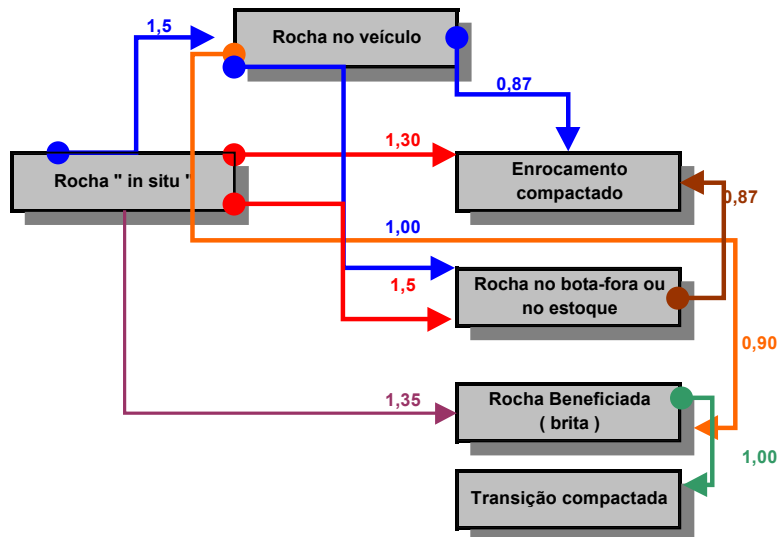 1,5
Rocha no veículo
0,87
1,30
Rocha " in situ "
Enrocamento
compactado
0,87
1,00
1,5
Rocha no bota-fora ou
no estoque
0,90
1,35
Rocha Beneficiada
( brita )
1,00
Transição compactada